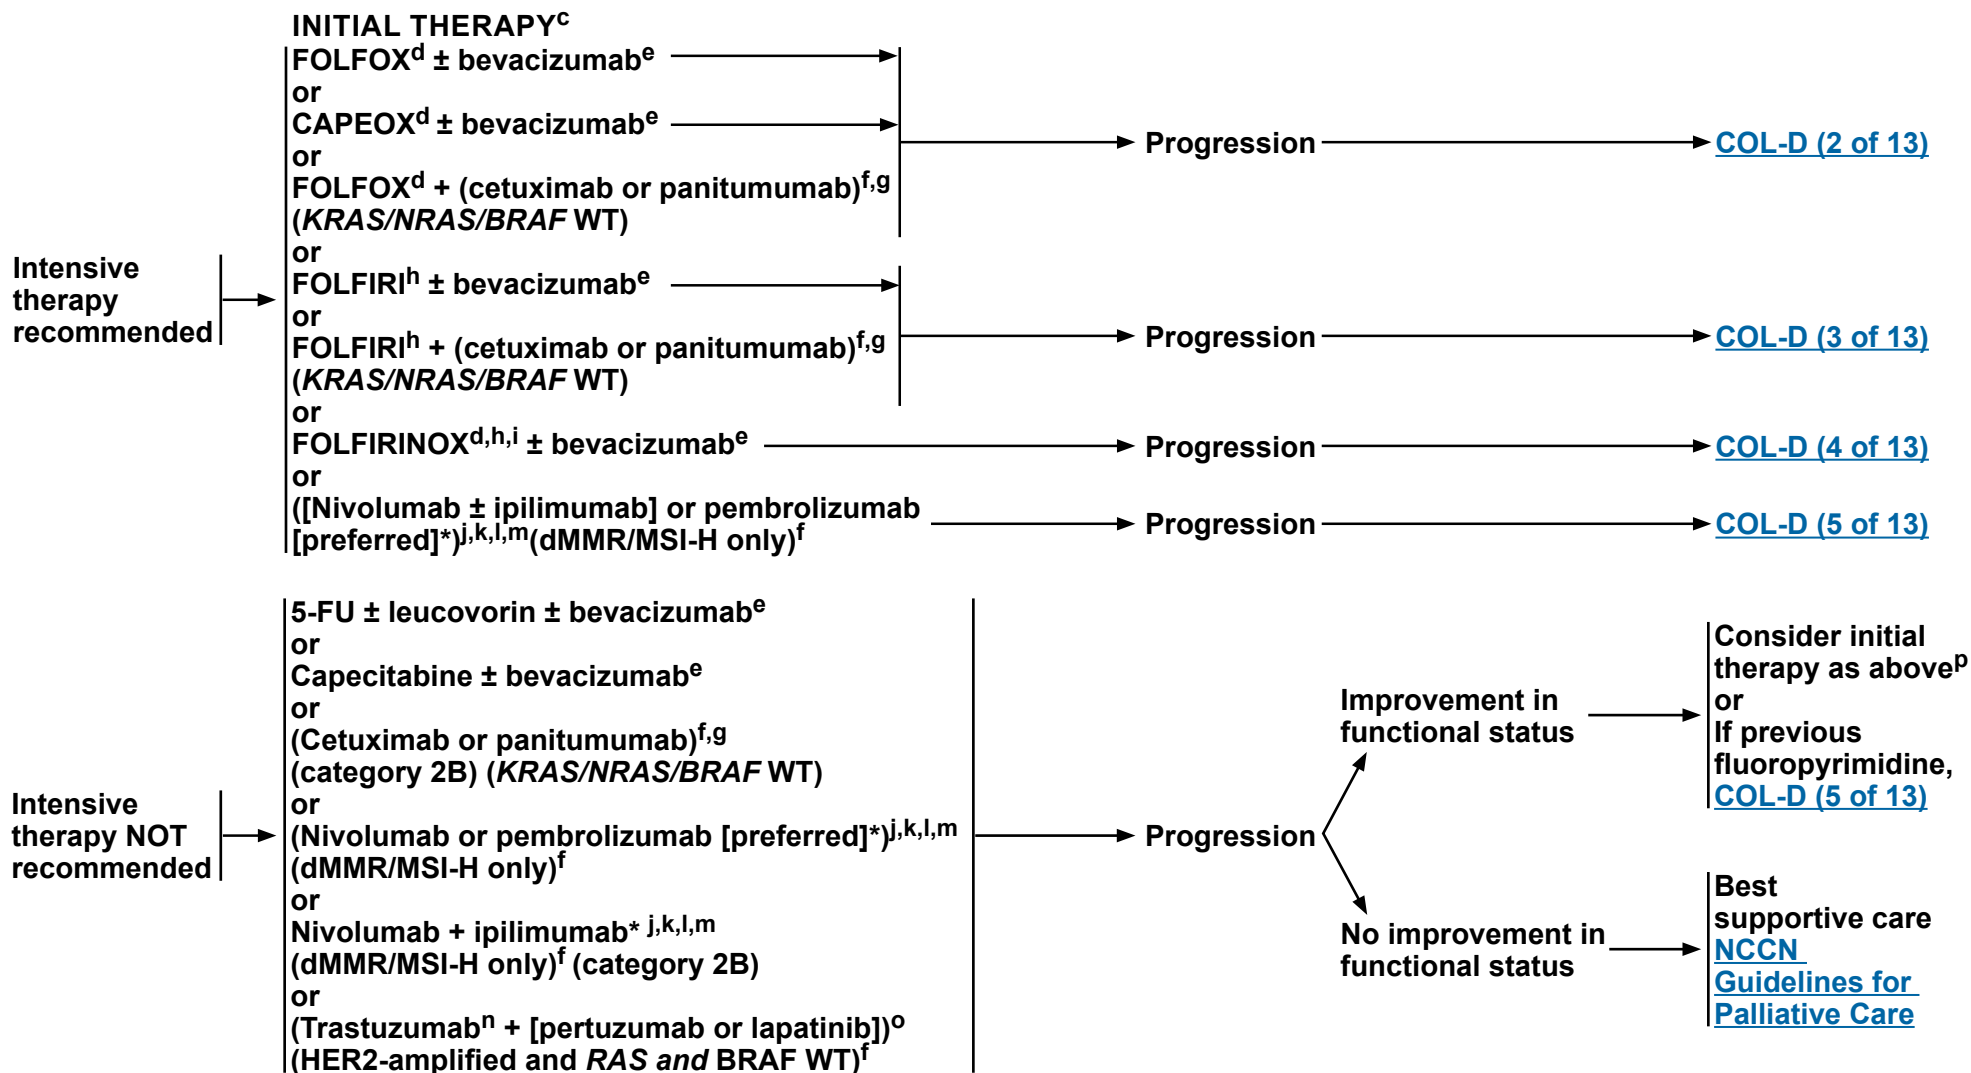 INITIAL THERAPYc
FOLFOXd ± bevacizumabe
or
CAPEOXd ± bevacizumabe
or
FOLFOXd + (cetuximab or panitumumab)f,g
(KRAS/NRAS/BRAF WT)
or
FOLFIRIh ± bevacizumabe
or
FOLFIRIh + (cetuximab or panitumumab)f,g
(KRAS/NRAS/BRAF WT)
or
FOLFIRINOXd,h,i ± bevacizumabe
or
([Nivolumab ± ipilimumab] or pembrolizumab
[preferred]*)j,k,l,m(dMMR/MSI-H only)f
Intensive
therapy
recommended
Progression
COL-D (2 of 13)
Progression
COL-D (3 of 13)
Progression
COL-D (4 of 13)
Progression
COL-D (5 of 13)
Intensive
therapy NOT
recommended
5-FU ± leucovorin ± bevacizumabe
or
Capecitabine ± bevacizumabe
or
(Cetuximab or panitumumab)f,g
(category 2B) (KRAS/NRAS/BRAF WT)
or
(Nivolumab or pembrolizumab [preferred]*)j,k,l,m
(dMMR/MSI-H only)f
or
Nivolumab + ipilimumab* j,k,l,m
(dMMR/MSI-H only)f (category 2B)
or
(Trastuzumabn + [pertuzumab or lapatinib])o
(HER2-amplified and RAS and BRAF WT)f
Progression
Improvement in
functional status
Consider initial
therapy as abovep
or
If previous
fluoropyrimidine,
COL-D (5 of 13)
No improvement in
functional status
Best
supportive care
NCCN
Guidelines for
Palliative Care